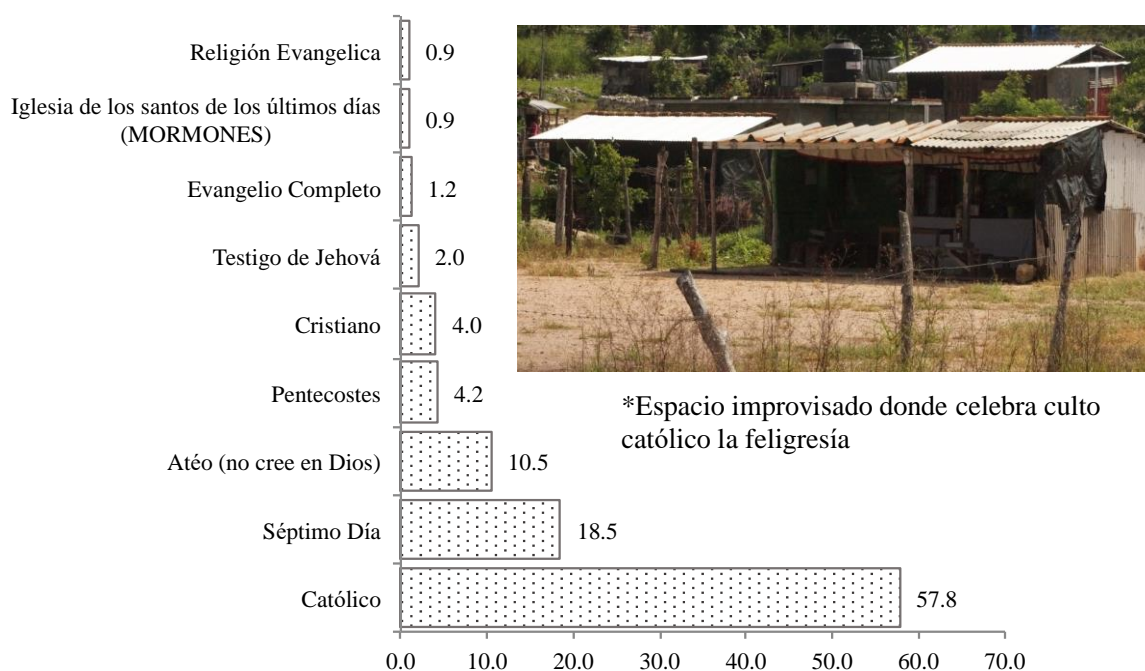 Religión Evangelica 0.9
Iglesia de los santos de los últimos días
(MORMONES) 0.9
Evangelio Completo 1.2
Testigo de Jehová 2.0
Cristiano 4.0
Pentecostes 4.2
*Espacio improvisado donde celebra culto
católico la feligresía
Atéo (no cree en Dios) 10.5
Séptimo Día 18.5
Católico 57.8
0.0 10.0 20.0 30.0 40.0 50.0 60.0 70.0